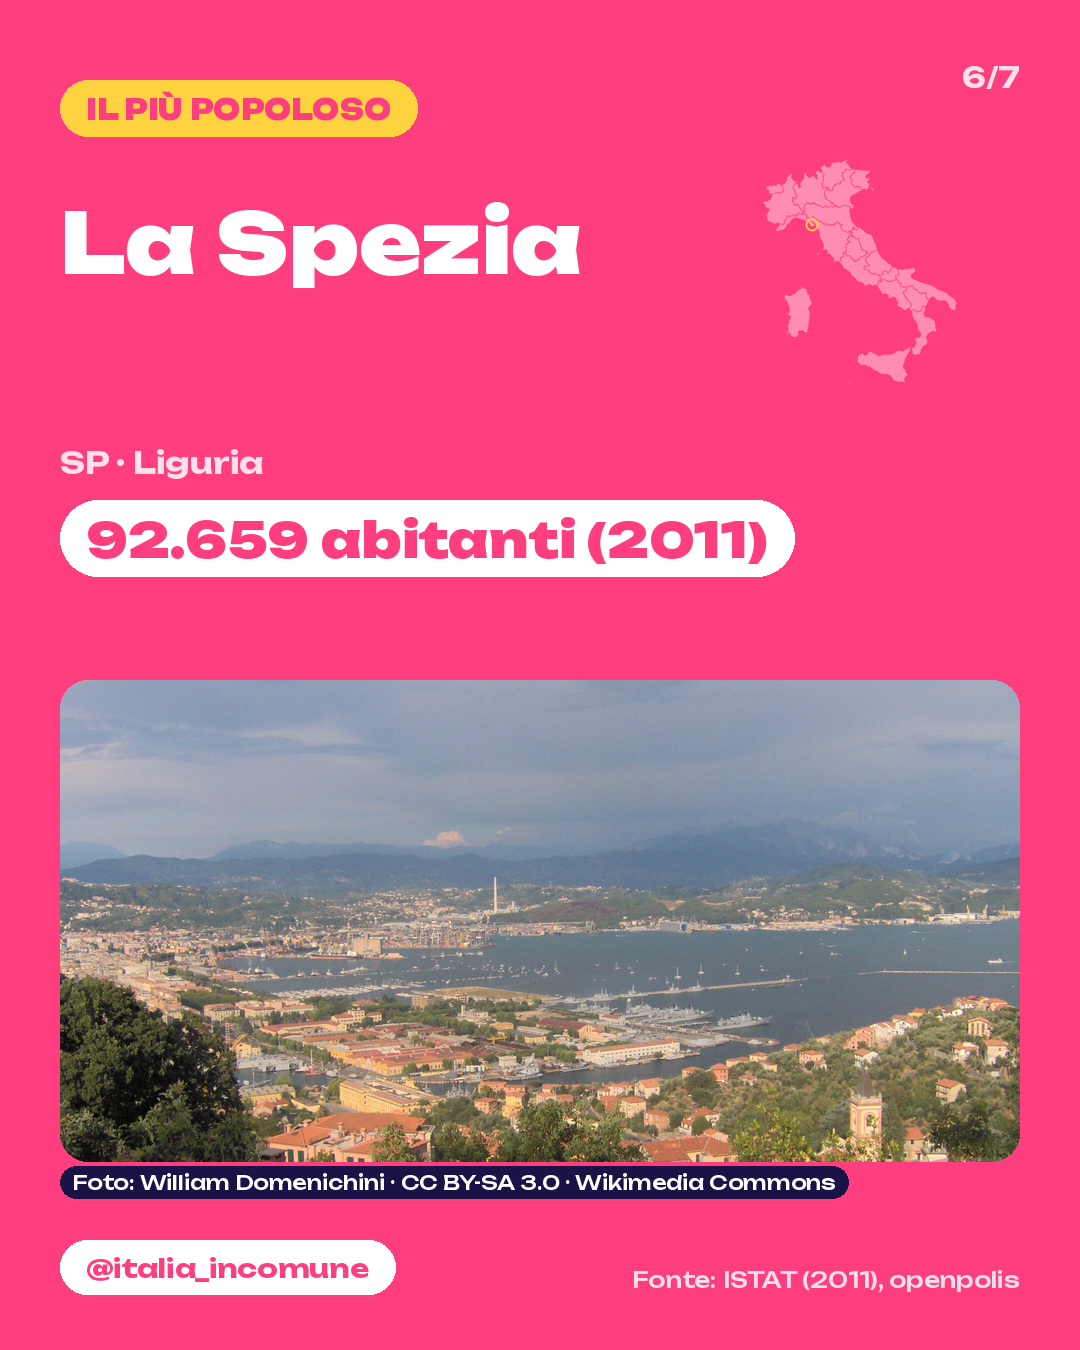 6/7
IL PIÙ POPOLOSO
La Spezia
SP · Liguria
92.659 abitanti (2011)
Foto: William Domenichini · CC BY-SA 3.0 · Wikimedia Commons
@italia_incomune
Fonte: ISTAT (2011), openpolis